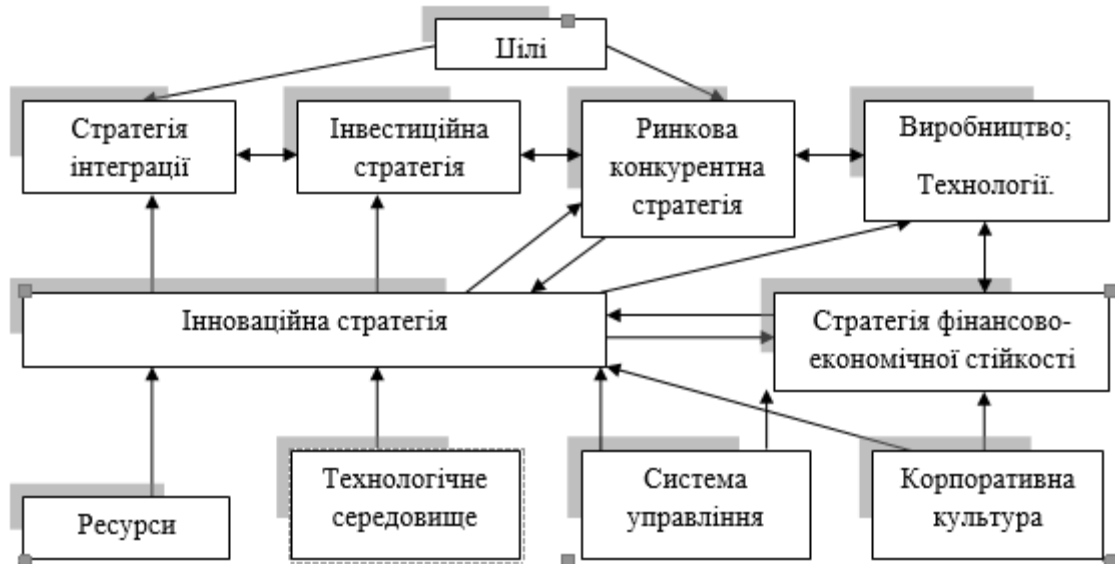 Цілі
Стратегія
інтеграції
Інвестиційна
стратегія
Ринкова
конкурентна
стратегія
Виробництво;
Технології.
Інноваційна стратегія
Стратегія фінансово-
економічної стійкості
Ресурси
Технологічне
середовище
Система
управління
Корпоративна
культура